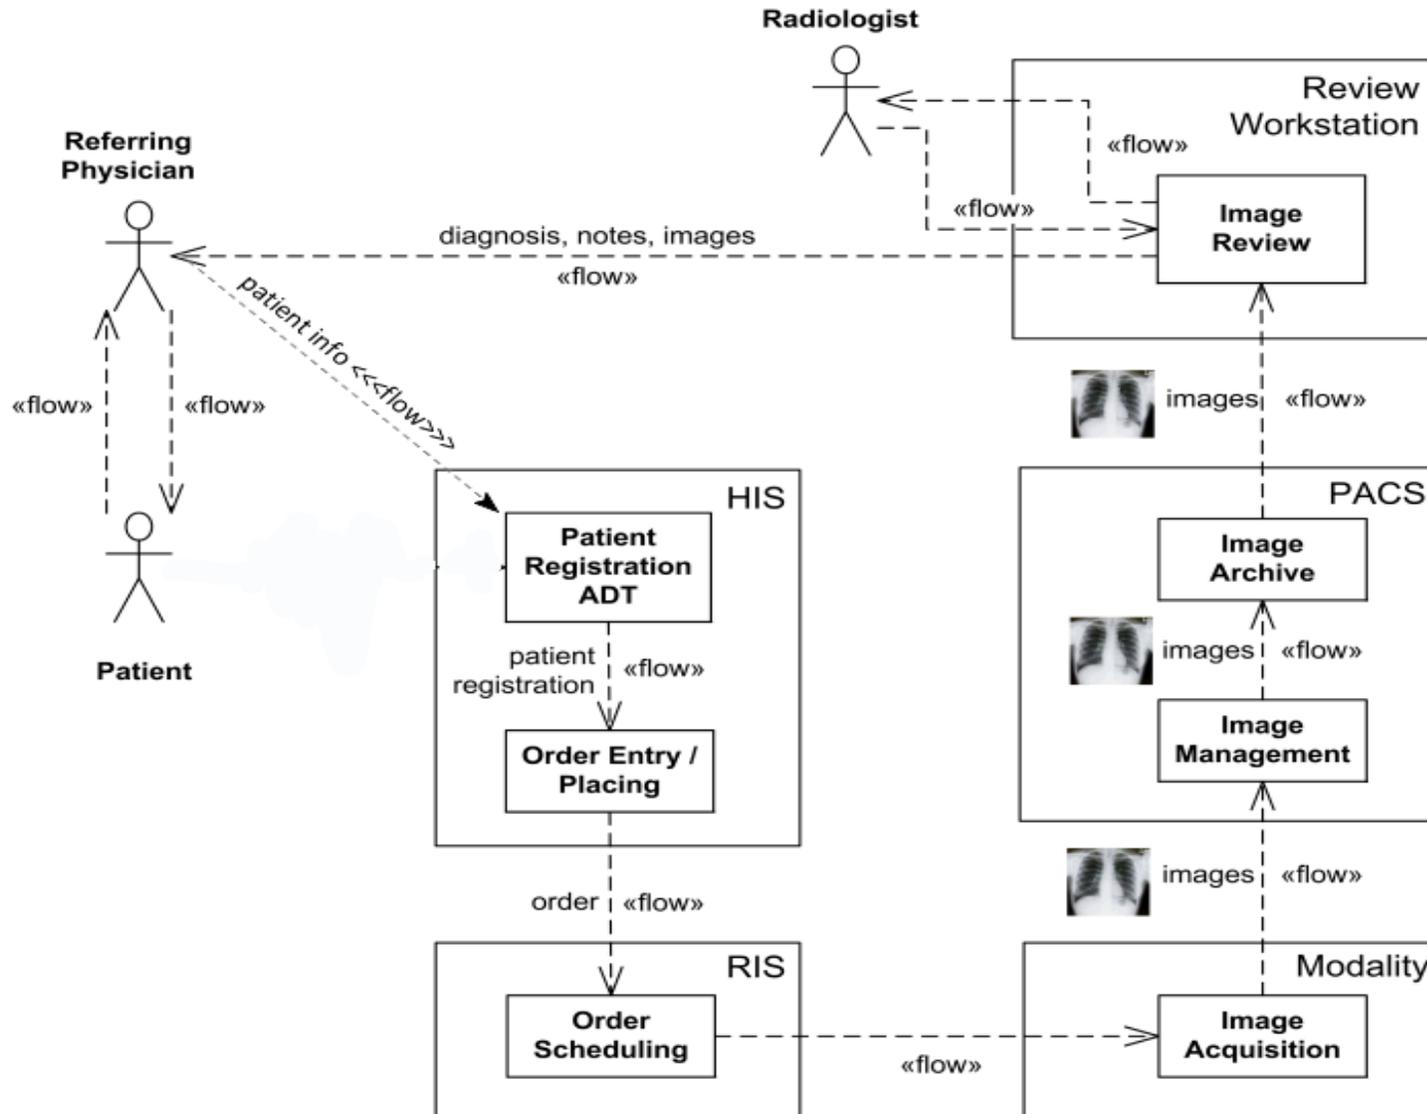 Radiologist
Review
Workstation
Referring
Physician
«flow»
«flow»
Image
Review
diagnosis, notes, images
«flow»
patient info <<<flow>>>
«flow»
«flow»
images
«flow»
HIS
PACS
Patient
Registration
ADT
Image
Archive
Patient
patient
registration
«flow»
images
«flow»
Order Entry /
Placing
Image
Management
order
«flow»
images
«flow»
RIS
Modality
Order
Scheduling
«flow»
Image
Acquisition